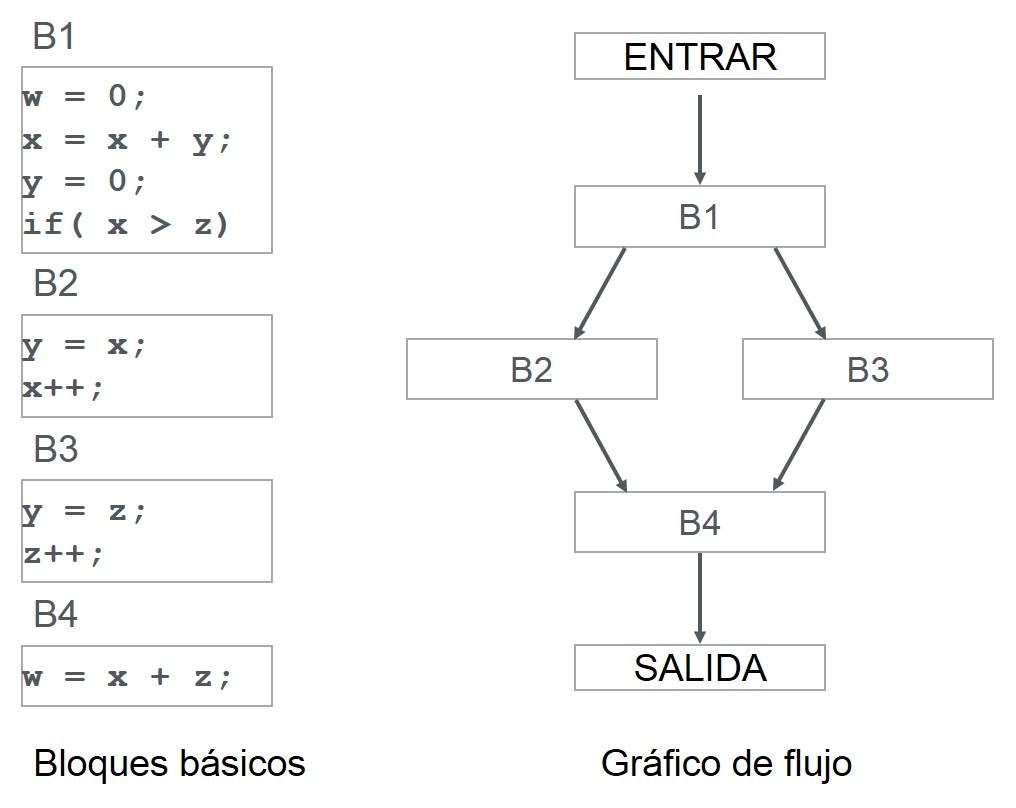 B1
w = 0;
x = x + y;
y = 0;
if( x > z)
B2
y = x;
x++;
B3
y = z;
z++;
B4
w = x + z;
Bloques básicos
ENTRAR
B1
B2
B3
B4
SALIDA
Gráfico de flujo